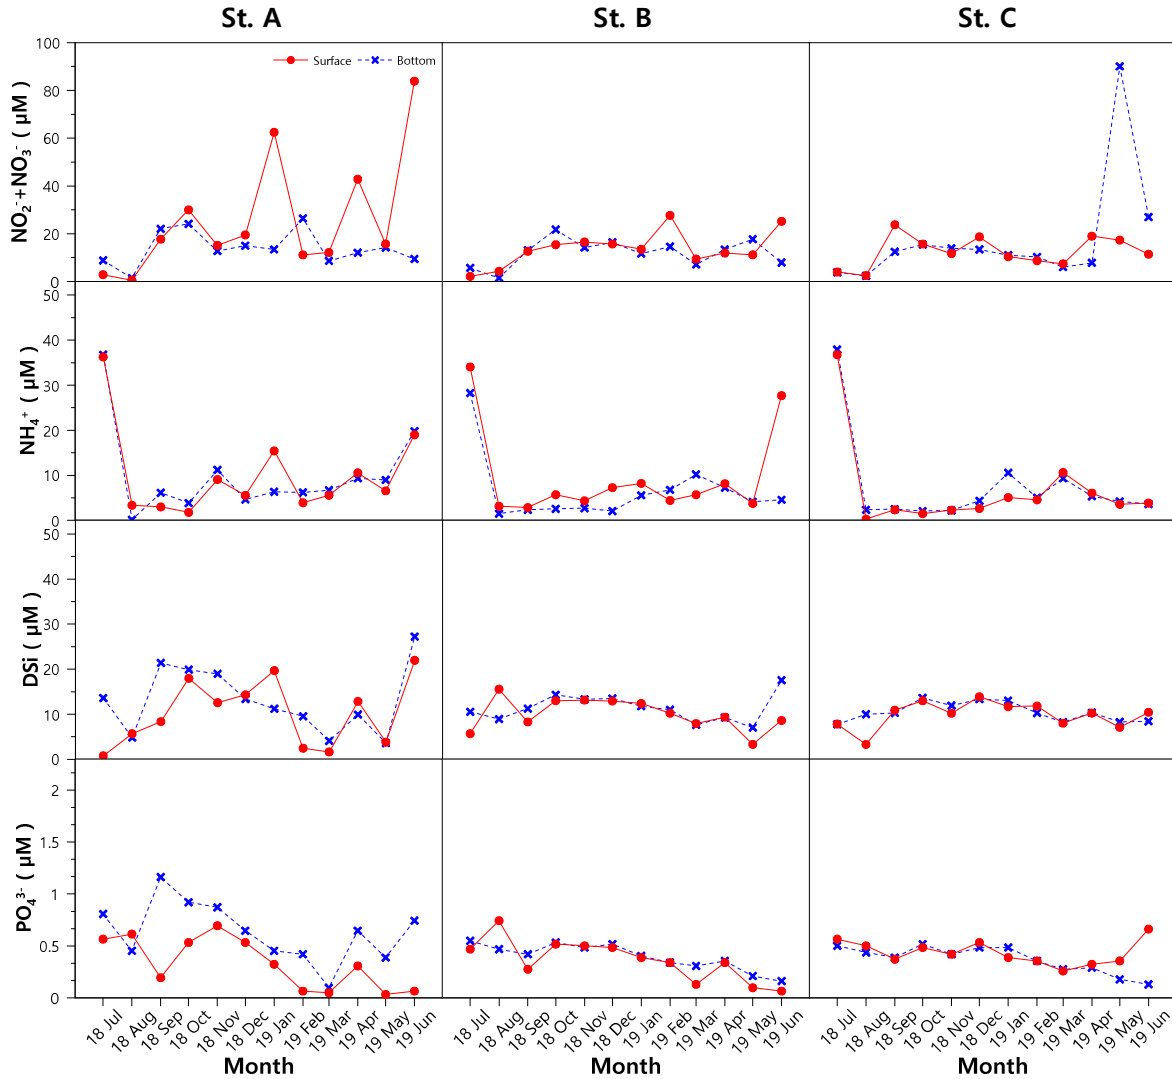 St. A St. B St. C
Surface Bottom
NO₂⁻+NO₃⁻ ( µM )
100
80
60
40
20
0
NH₄⁺ ( µM )
50
40
30
20
10
0
DSi ( µM )
50
40
30
20
10
0
PO₄³⁻ ( µM )
2
1.5
1
0.5
0
18 Jul 18 Aug 18 Sep 18 Oct 18 Nov 18 Dec 19 Jan 19 Feb 19 Mar 19 Apr 19 May 19 Jun
18 Jul 18 Aug 18 Sep 18 Oct 18 Nov 18 Dec 19 Jan 19 Feb 19 Mar 19 Apr 19 May 19 Jun
18 Jul 18 Aug 18 Sep 18 Oct 18 Nov 18 Dec 19 Jan 19 Feb 19 Mar 19 Apr 19 May 19 Jun
Month Month Month